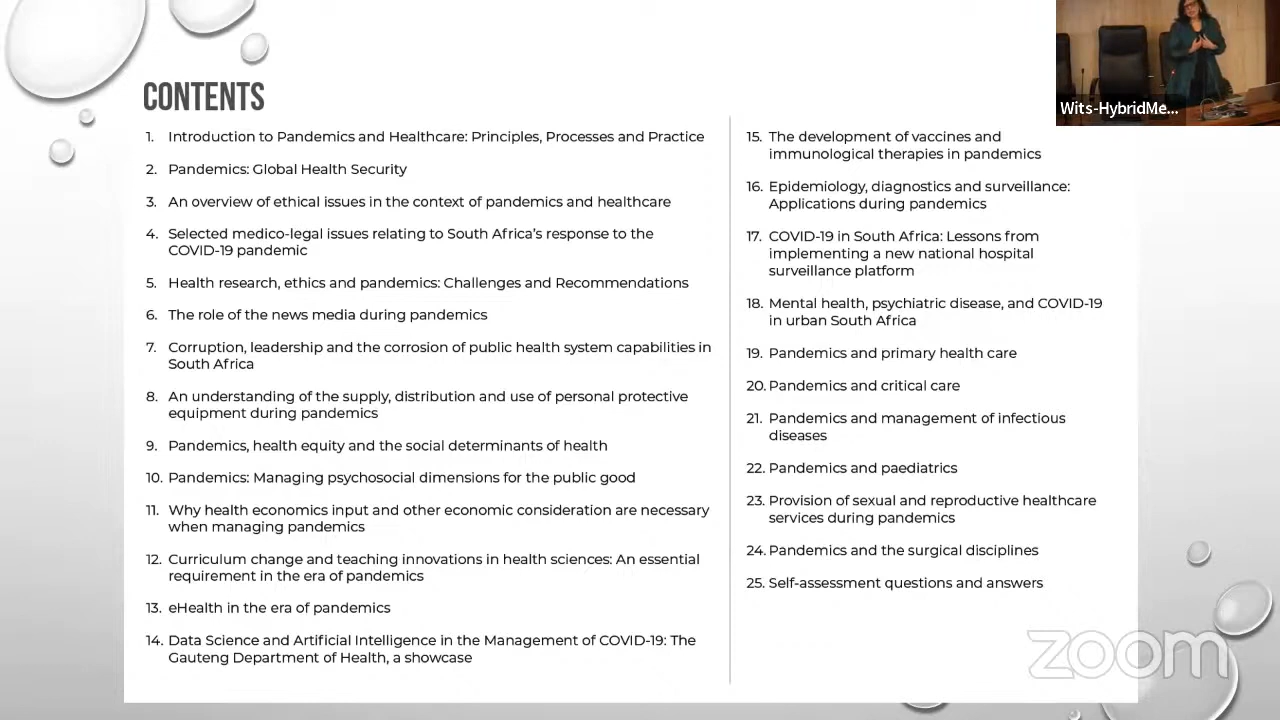 CONTENTS
1. Introduction to Pandemics and Healthcare: Principles, Processes and Practice
2. Pandemics: Global Health Security
3. An overview of ethical issues in the context of pandemics and healthcare
4. Selected medico-legal issues relating to South Africa's response to the
COVID-19 pandemic
5. Health research, ethics and pandemics: Challenges and Recommendations
6. The role of the news media during pandemics
7. Corruption, leadership and the corrosion of public health system capabilities in
South Africa
8. An understanding of the supply, distribution and use of personal protective
equipment during pandemics
9. Pandemics, health equity and the social determinants of health
10. Pandemics: Managing psychosocial dimensions for the public good
11. Why health economics input and other economic consideration are necessary
when managing pandemics
12. Curriculum change and teaching innovations in health sciences: An essential
requirement in the era of pandemics
13. eHealth in the era of pandemics
14. Data Science and Artificial Intelligence in the Management of COVID-19: The
Gauteng Department of Health, a showcase
15. The development of vaccines and
immunological therapies in pandemics
16. Epidemiology, diagnostics and surveillance:
Applications during pandemics
17. COVID-19 in South Africa: Lessons from
implementing a new national hospital
surveillance platform
18. Mental health, psychiatric disease, and COVID-19
in urban South Africa
19. Pandemics and primary health care
20. Pandemics and critical care
21. Pandemics and management of infectious
diseases
22. Pandemics and paediatrics
23. Provision of sexual and reproductive healthcare
services during pandemics
24. Pandemics and the surgical disciplines
25. Self-assessment questions and answers
Wits-HybridMe...
zoom